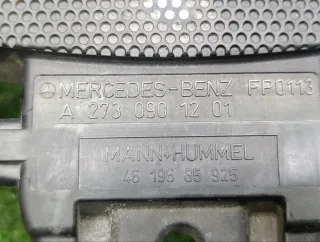 MERCEDES-BENZ FP0113
A 273 090 12 01
MANN+HUMMEL
46 196 85 925